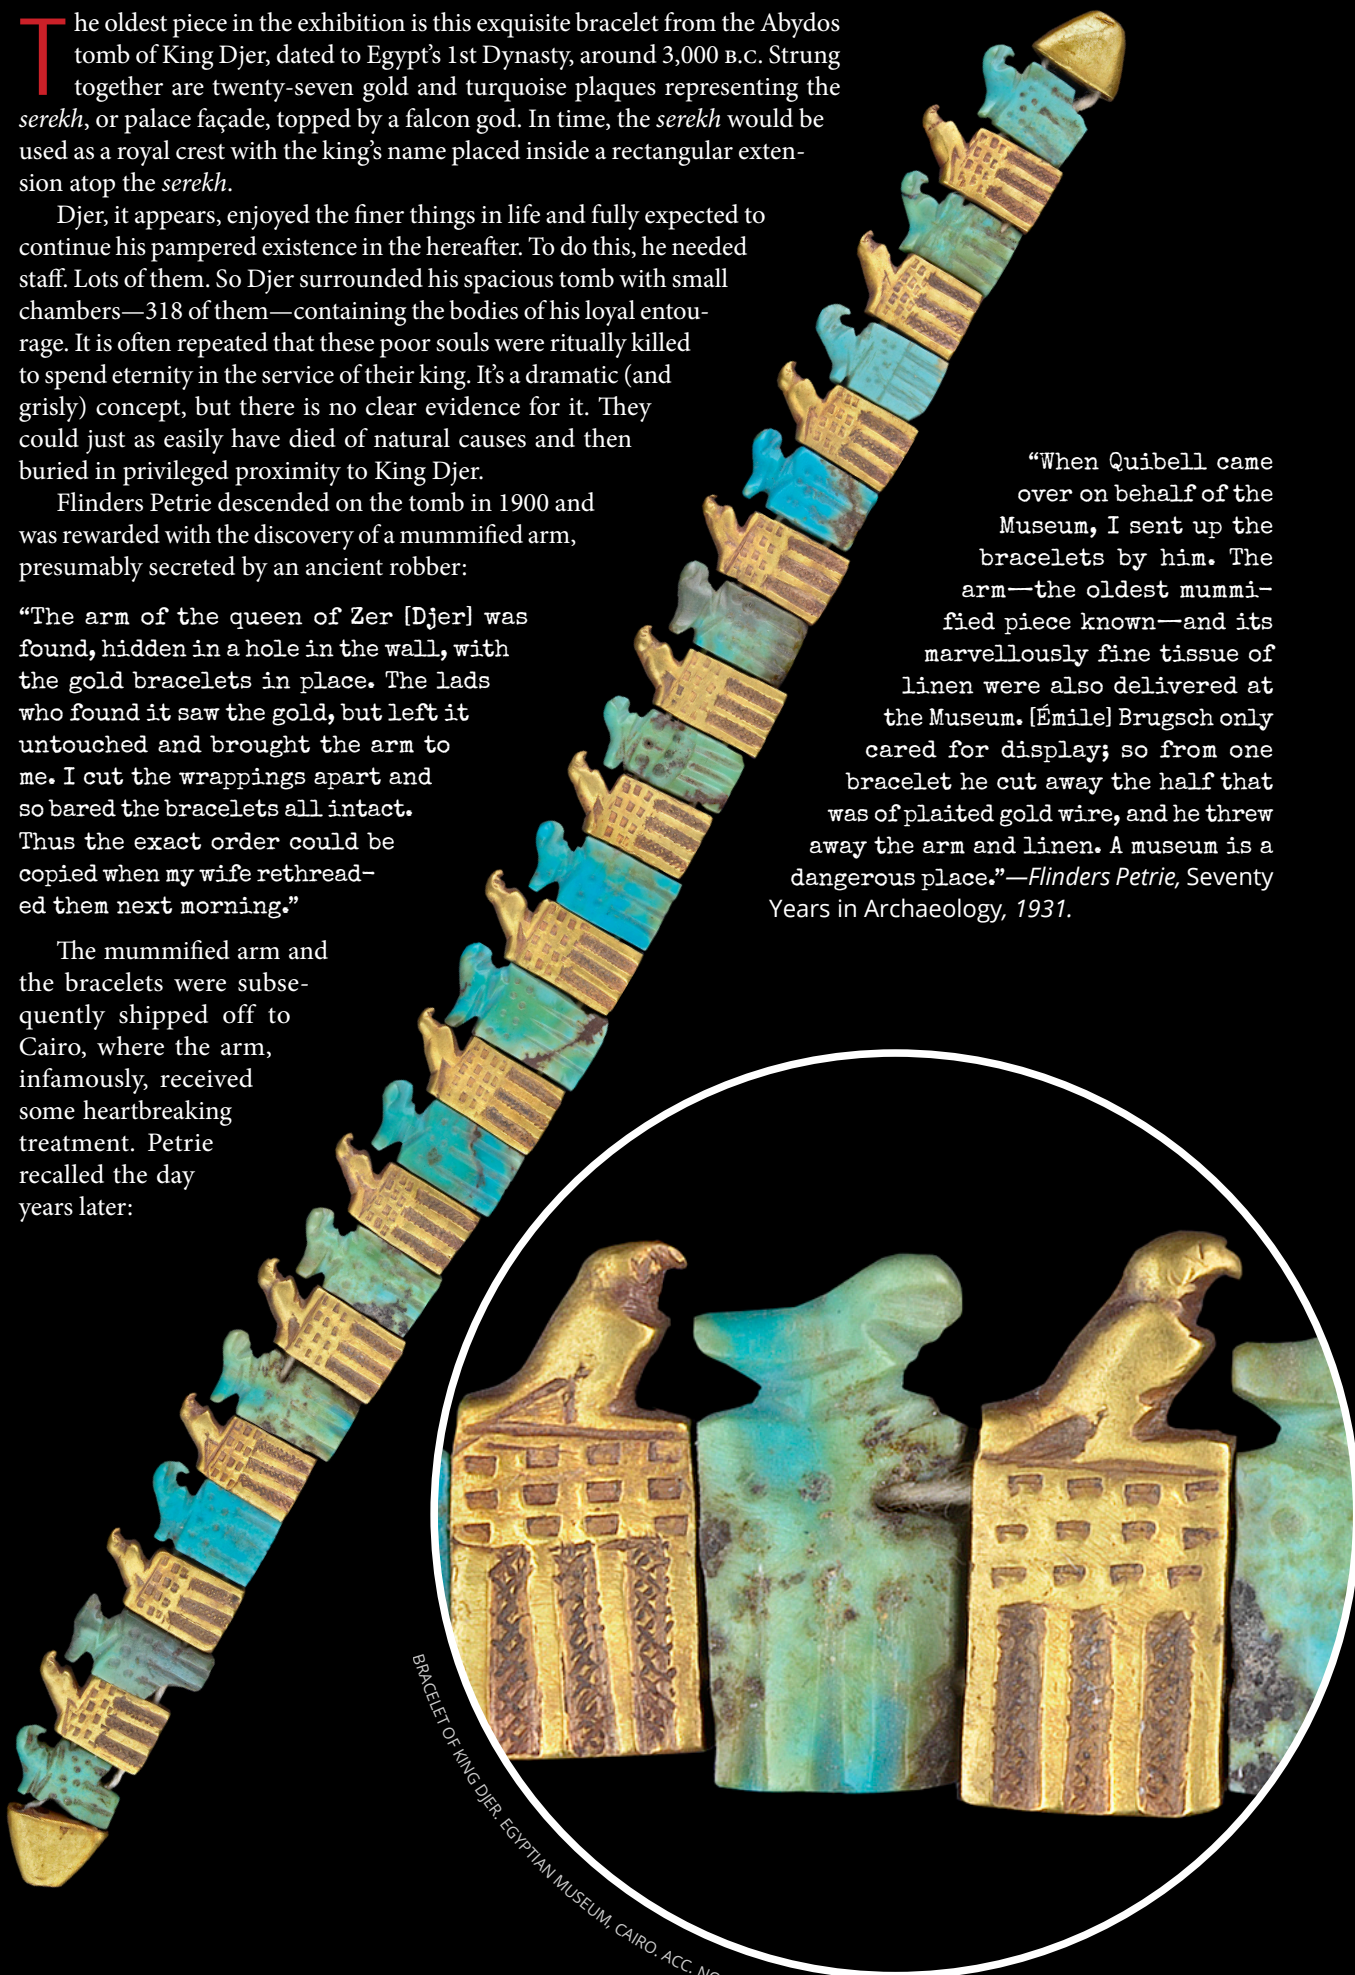 The oldest piece in the exhibition is this exquisite bracelet from the Abydos
tomb of King Djer, dated to Egypt’s 1st Dynasty, around 3,000 B.C. Strung
together are twenty-seven gold and turquoise plaques representing the
serekh, or palace façade, topped by a falcon god. In time, the serekh would be
used as a royal crest with the king’s name placed inside a rectangular exten-
sion atop the serekh.
Djer, it appears, enjoyed the finer things in life and fully expected to
continue his pampered existence in the hereafter. To do this, he needed
staff. Lots of them. So Djer surrounded his spacious tomb with small
chambers—318 of them—containing the bodies of his loyal entou-
rage. It is often repeated that these poor souls were ritually killed
to spend eternity in the service of their king. It’s a dramatic (and
grisly) concept, but there is no clear evidence for it. They
could just as easily have died of natural causes and then
buried in privileged proximity to King Djer.
Flinders Petrie descended on the tomb in 1900 and
was rewarded with the discovery of a mummified arm,
presumably secreted by an ancient robber:
“The arm of the queen of Zer [Djer] was
found, hidden in a hole in the wall, with
the gold bracelets in place. The lads
who found it saw the gold, but left it
untouched and brought the arm to
me. I cut the wrappings apart and
so bared the bracelets all intact.
Thus the exact order could be
copied when my wife rethread-
ed them next morning.”
The mummified arm and
the bracelets were subse-
quently shipped off to
Cairo, where the arm,
infamously, received
some heartbreaking
treatment. Petrie
recalled the day
years later:
“When Quibell came
over on behalf of the
Museum, I sent up the
bracelets by him. The
arm—the oldest mummi-
fied piece known—and its
marvellously fine tissue of
linen were also delivered at
the Museum. [Émile] Brugsch only
cared for display; so from one
bracelet he cut away the half that
was of plaited gold wire, and he threw
away the arm and linen. A museum is a
dangerous place.”—Flinders Petrie, Seventy
Years in Archaeology, 1931.
BRACELET OF KING DJER. EGYPTIAN MUSEUM, CAIRO. ACC.